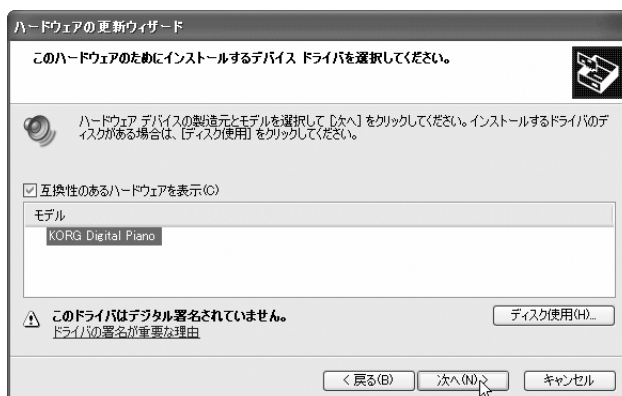 ハードウェアの更新ウィザード
このハードウェアのためにインストールするデバイス ドライバを選択してください。
ハードウェア デバイスの製造元とモデルを選択して [次へ] をクリックしてください。インストールするドライバのデ
ィスクがある場合は、[ディスク使用] をクリックしてください。
互換性のあるハードウェアを表示(C)
モデル
KORG Digital Piano
このドライバはデジタル署名されていません。
ドライバの署名が重要な理由
ディスク使用(H)...
< 戻る(B)
次へ(N) >
キャンセル